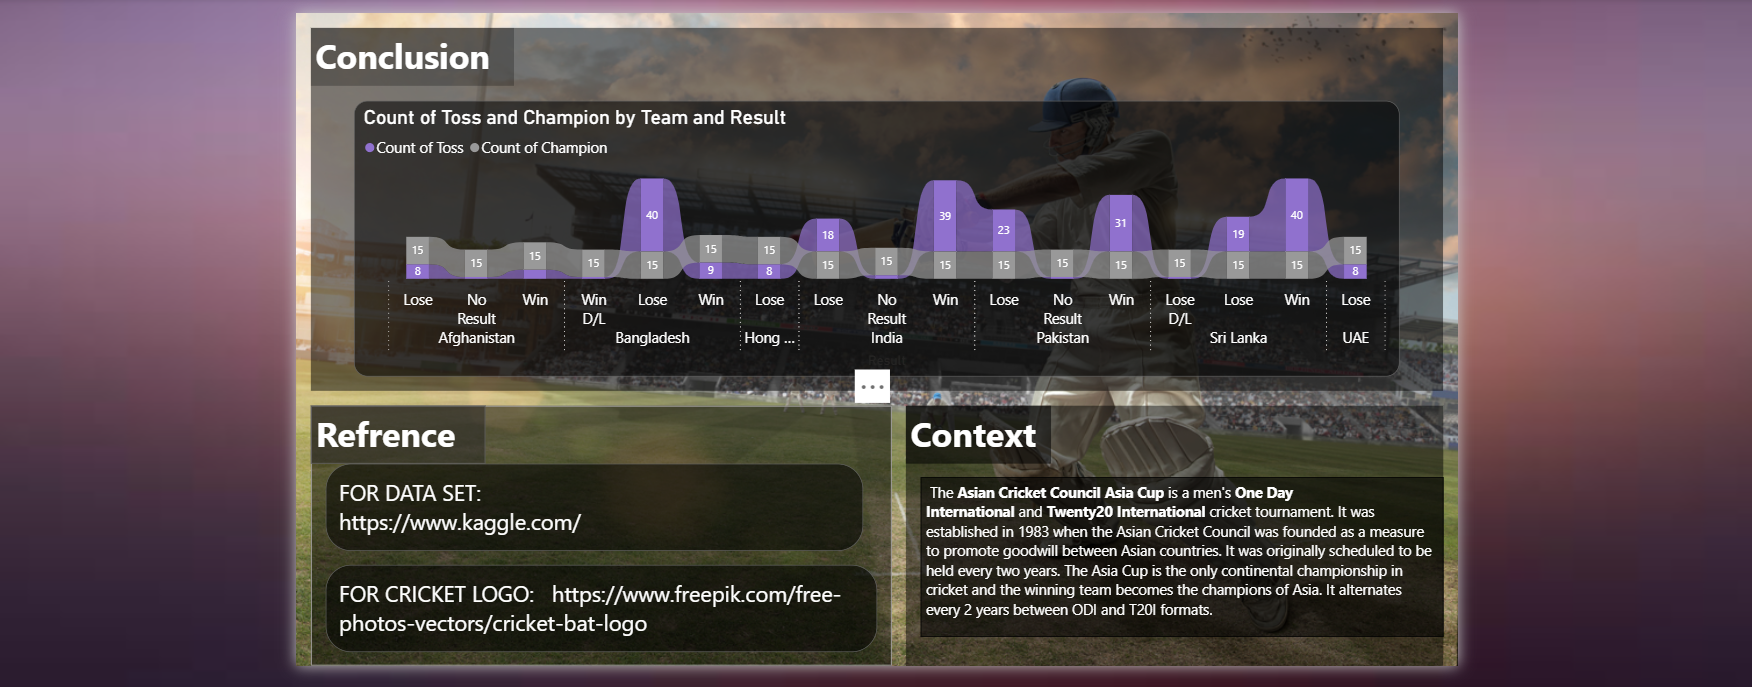 Conclusion
Count of Toss and Champion by Team and Result
Count of Toss Count of Champion
40 39 40
31
23
18 19
15 15 15 15 15 15 15 15
15 15 15 15 15 15 15 15 15
8 9 8 8
Lose No Win Win Lose Win Lose Lose No Win Lose No Win Lose Lose Win Lose
Result D/L Result Result D/L
Afghanistan Bangladesh Hong ... India Pakistan Sri Lanka UAE
...
Refrence
FOR DATA SET:
https://www.kaggle.com/
FOR CRICKET LOGO: https://www.freepik.com/free-
photos-vectors/cricket-bat-logo
Context
The Asian Cricket Council Asia Cup is a men's One Day
International and Twenty20 International cricket tournament. It was
established in 1983 when the Asian Cricket Council was founded as a measure
to promote goodwill between Asian countries. It was originally scheduled to be
held every two years. The Asia Cup is the only continental championship in
cricket and the winning team becomes the champions of Asia. It alternates
every 2 years between ODI and T20I formats.